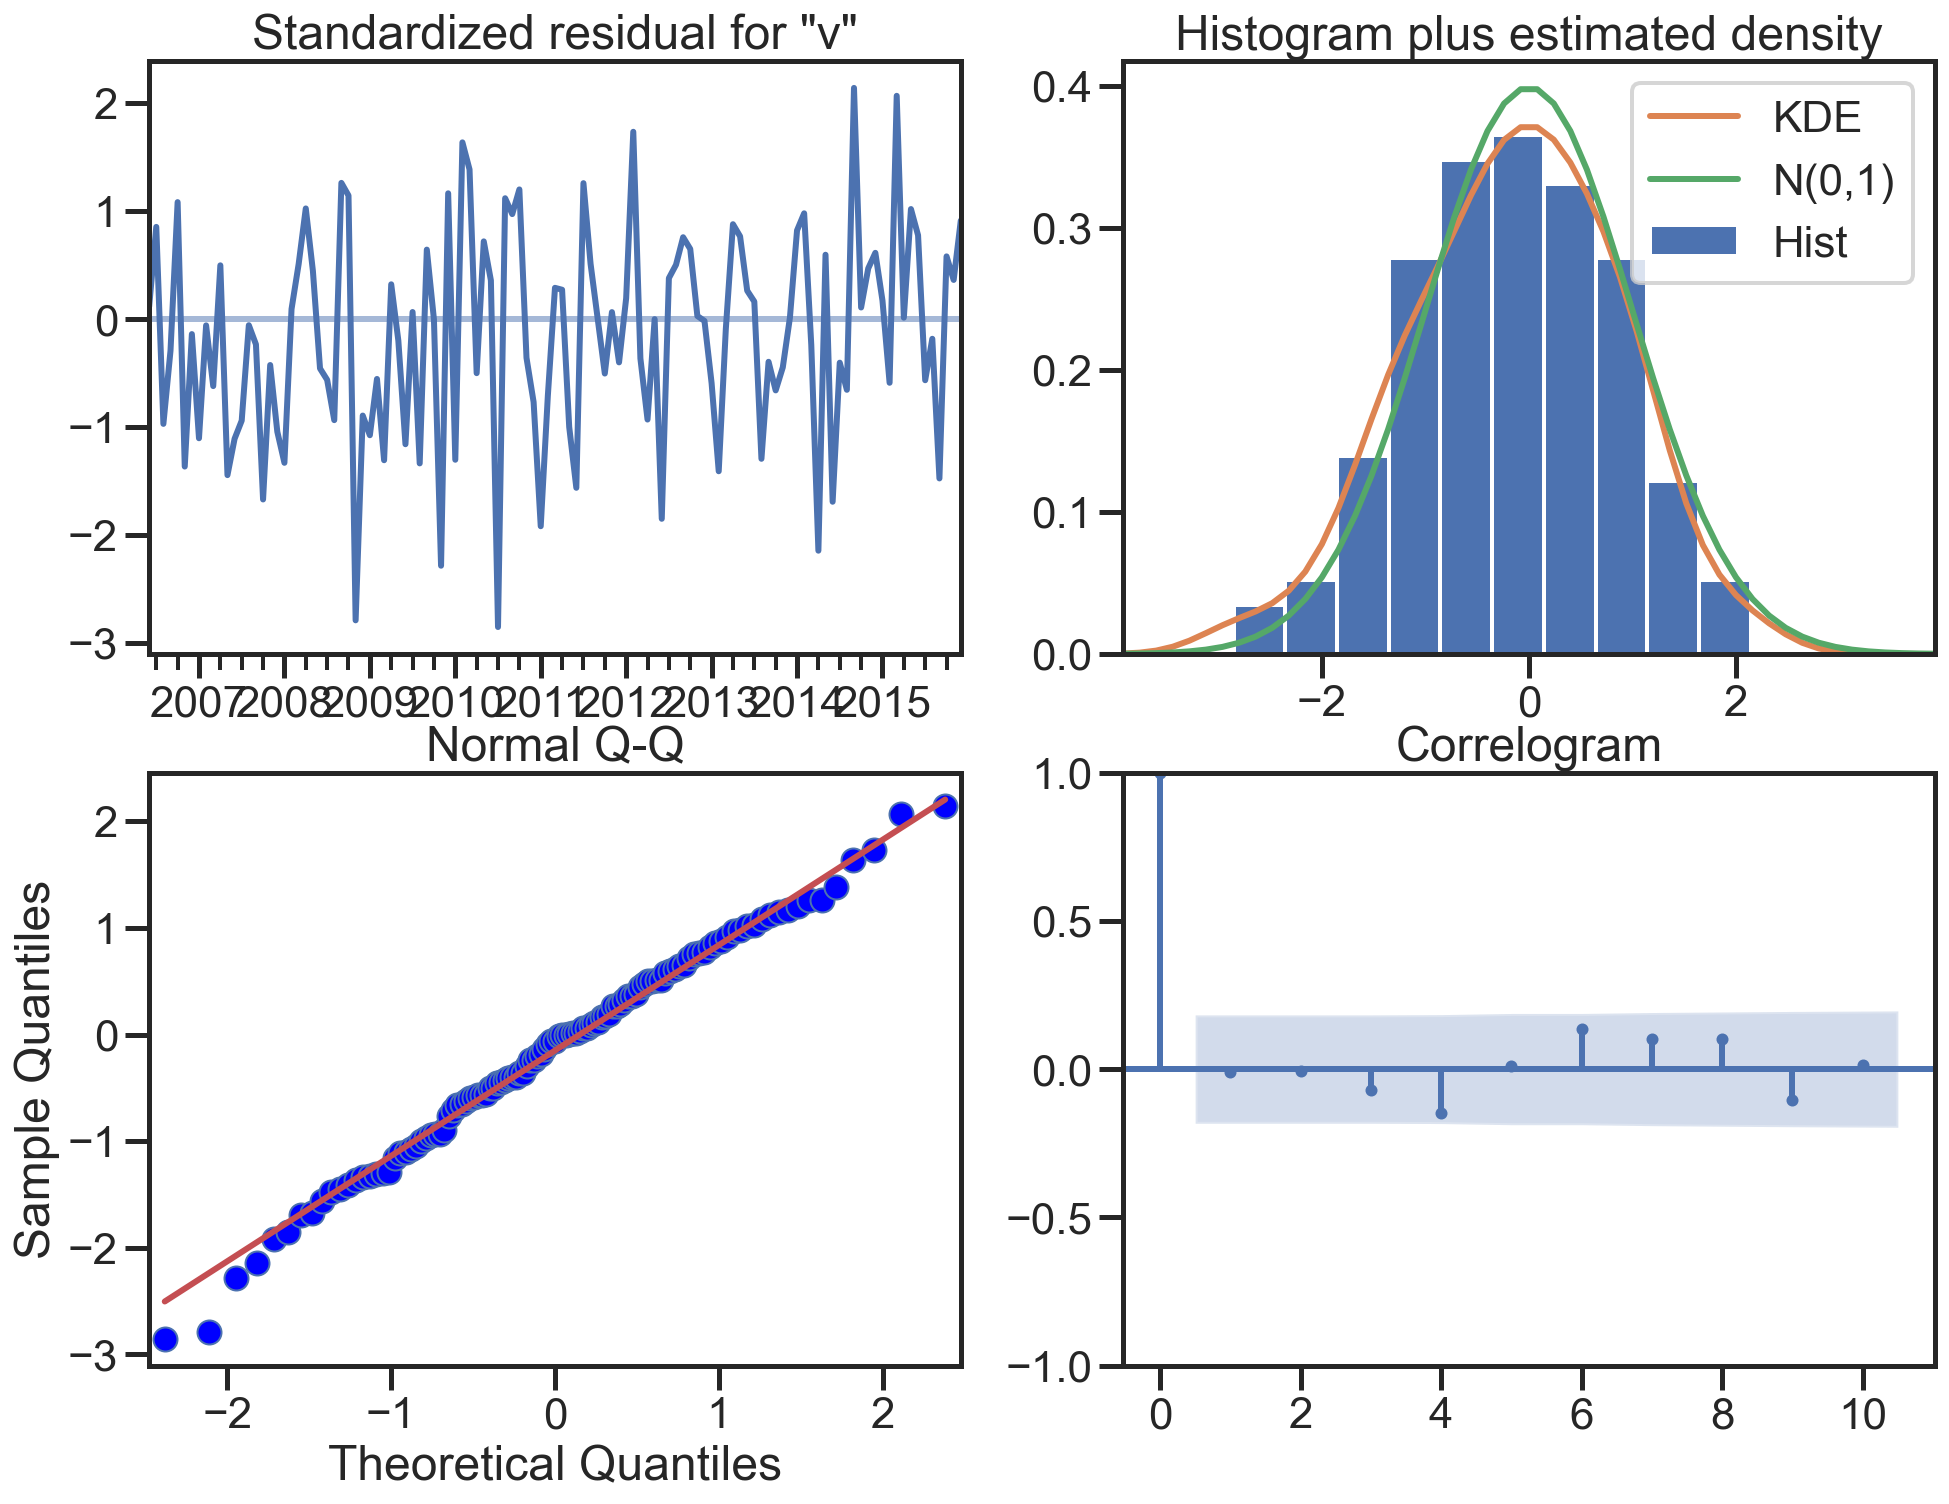 Standardized residual for "v"
2
1
0
−1
−2
−3
2007 2008 2009 2010 2011 2012 2013 2014 2015
Histogram plus estimated density
0.4
0.3
0.2
0.1
0.0
KDE
N(0,1)
Hist
−2 0 2
Normal Q-Q
Sample Quantiles
2
1
0
−1
−2
−3
−2 −1 0 1 2
Theoretical Quantiles
Correlogram
1.0
0.5
0.0
−0.5
−1.0
0 2 4 6 8 10